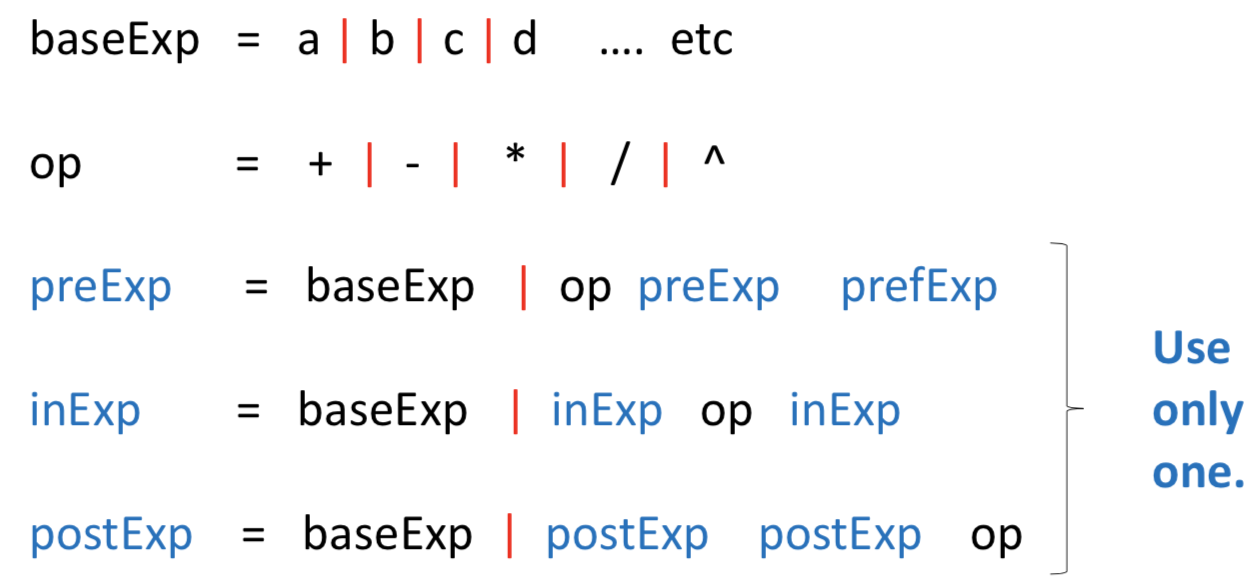 baseExp = a | b | c | d .... etc
op = + | - | * | / | ^
preExp = baseExp | op preExp prefExp
inExp = baseExp | inExp op inExp
postExp = baseExp | postExp postExp op
Use
only
one.